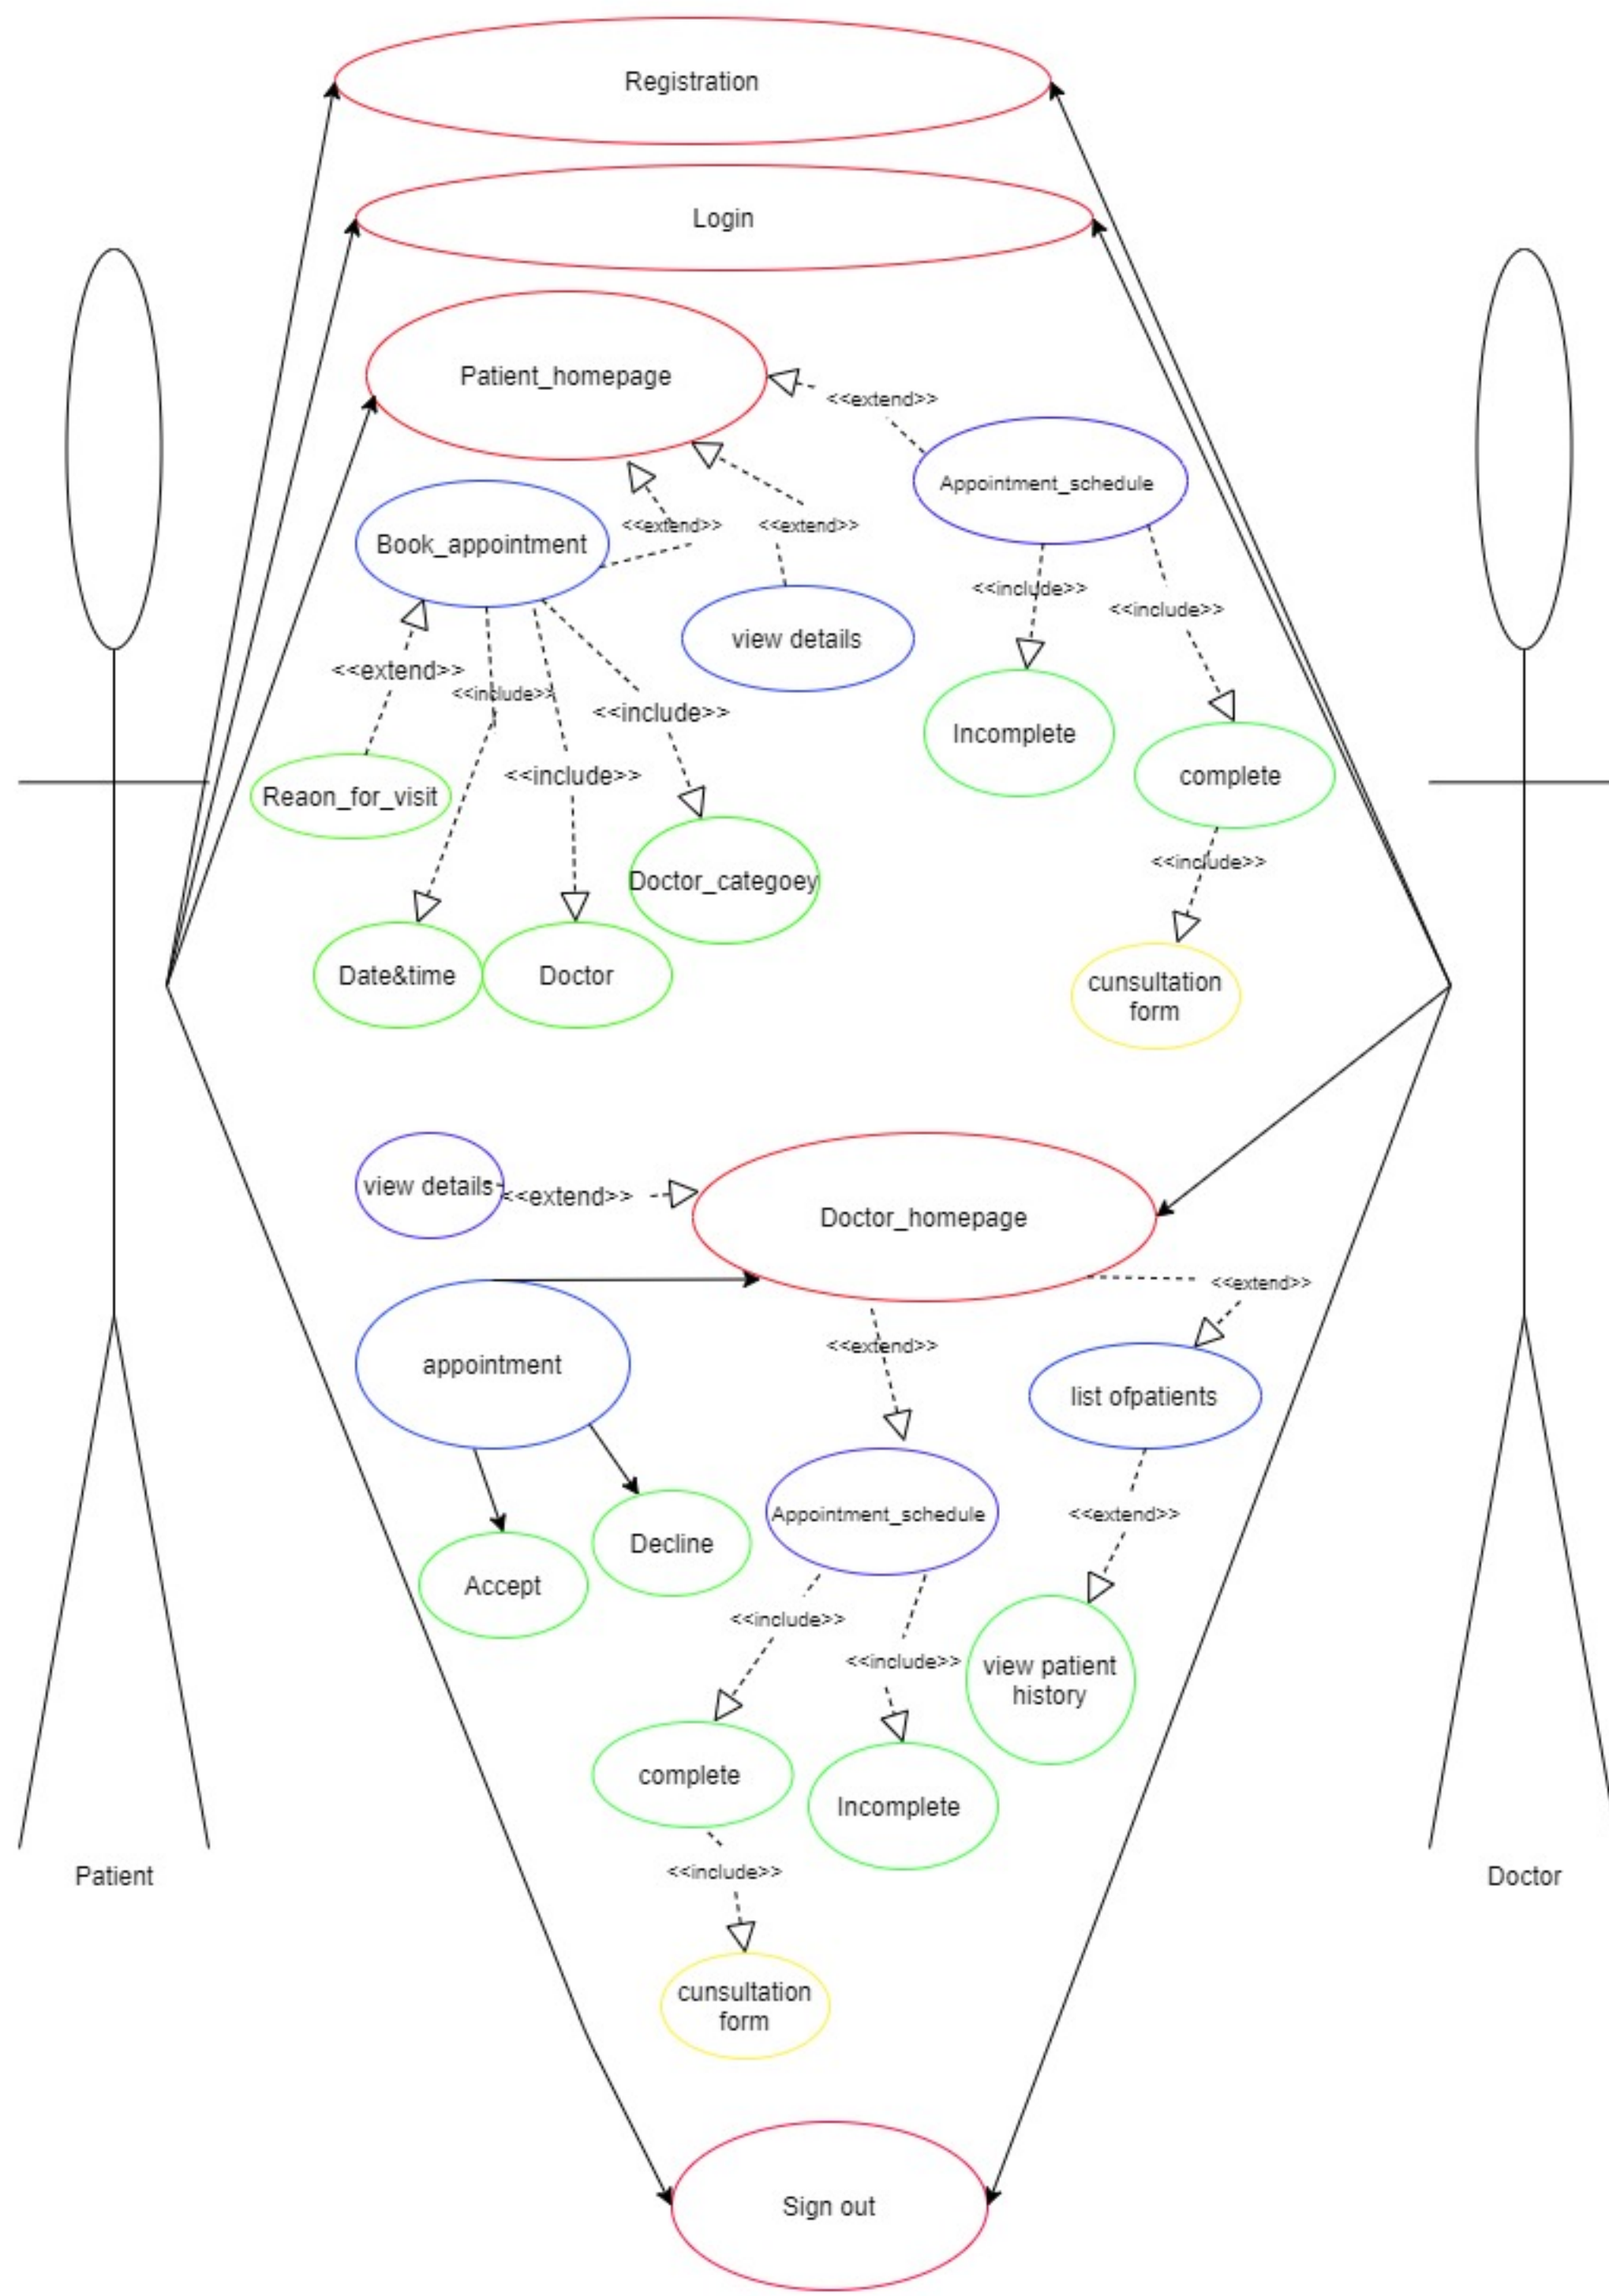 Registration
Login
Patient_homepage
<<extend>>
Appointment_schedule
<<extend>>
<<extend>>
Book_appointment
<<include>>
<<include>>
view details
<<extend>>
<<include>>
<<include>>
Incomplete
<<include>>
complete
Reaon_for_visit
<<include>>
Doctor_categoey
Date&time
Doctor
cunsultation
form
view details
<<extend>>
Doctor_homepage
<<extend>>
<<extend>>
appointment
list ofpatients
Appointment_schedule
<<extend>>
Decline
Accept
<<include>>
<<include>>
view patient
history
complete
Incomplete
<<include>>
Patient
Doctor
cunsultation
form
Sign out